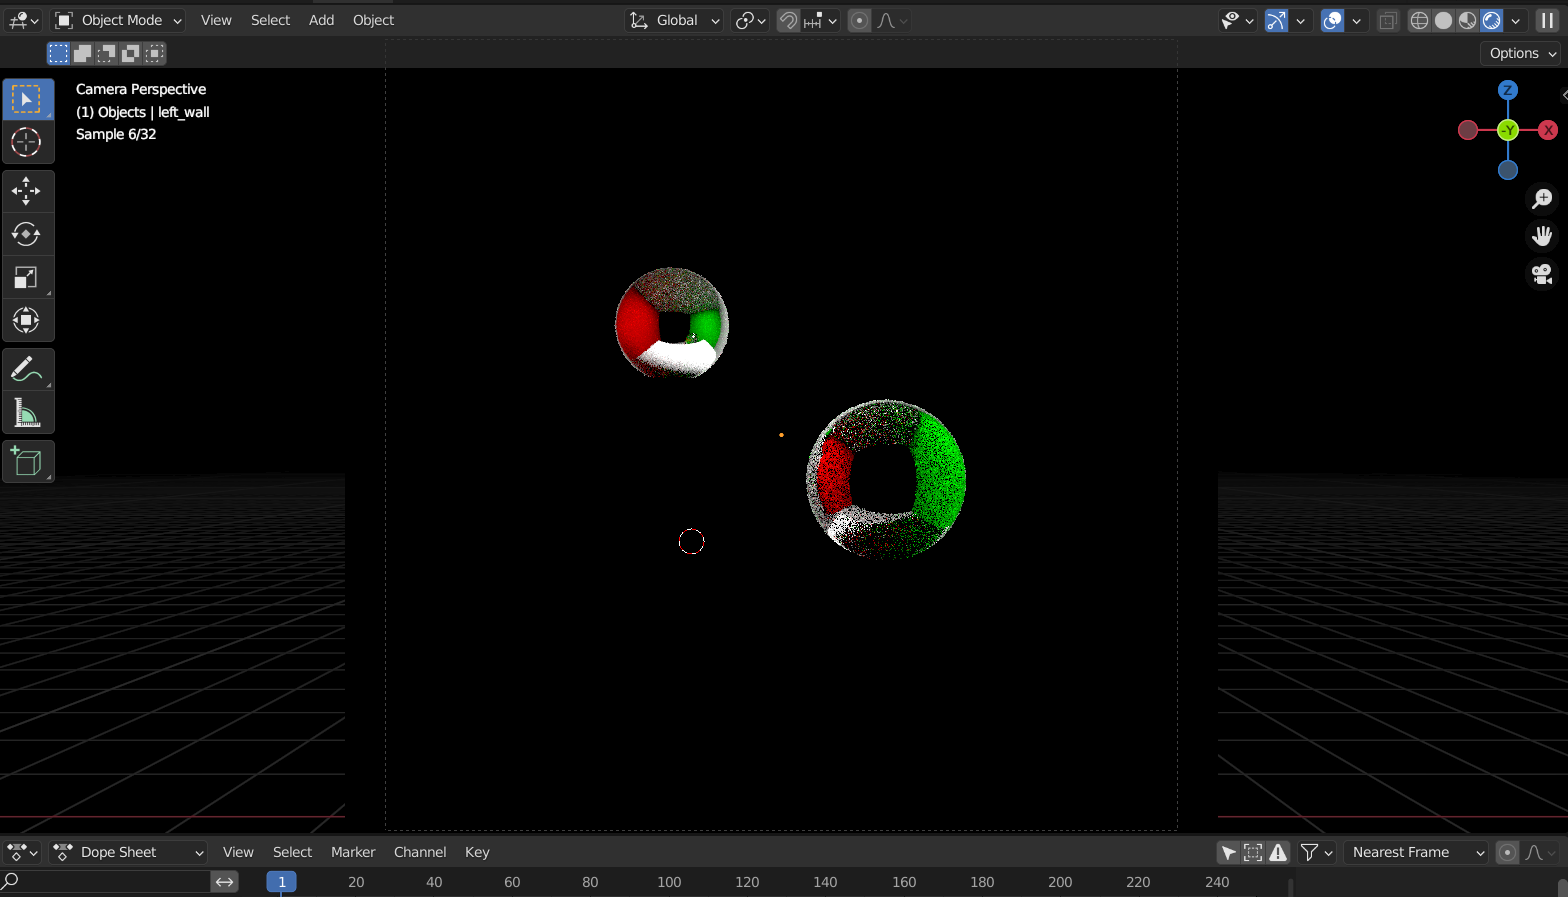 Object Mode View Select Add Object Global
Options
Camera Perspective
(1) Objects | left_wall
Sample 6/32
Z
-Y X
Dope Sheet View Select Marker Channel Key Nearest Frame
1 20 40 60 80 100 120 140 160 180 200 220 240